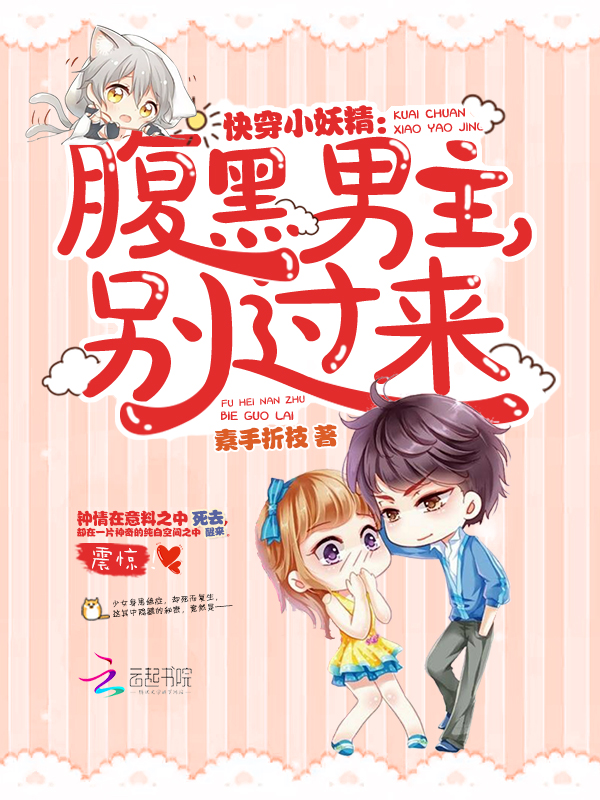 快穿小妖精:
KUAI CHUAN
XIAO YAO JING
腹黑男主,
别过来
FU HEI NAN ZHU
BIE GUO LAI
素手折枝 著
钟情在意料之中 死去,
却在一片神奇的纯白空间之中 醒来。
震惊
少女身患绝症，却死而复生，
这其中隐藏的秘密，竟然是——
云起书院